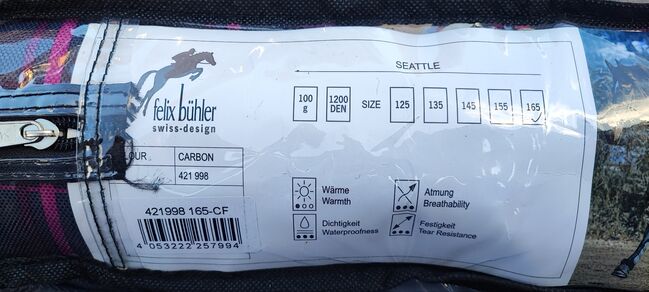 felix bühler
swiss-design
SEATTLE
100 g
1200 DEN
SIZE 125 135 145 155 165
OUR CARBON
421 998
421998 165-CF
4 053222 257994
Wärme
Warmth
Atmung
Breathability
Dichtigkeit
Waterproofness
Festigkeit
Tear Resistance